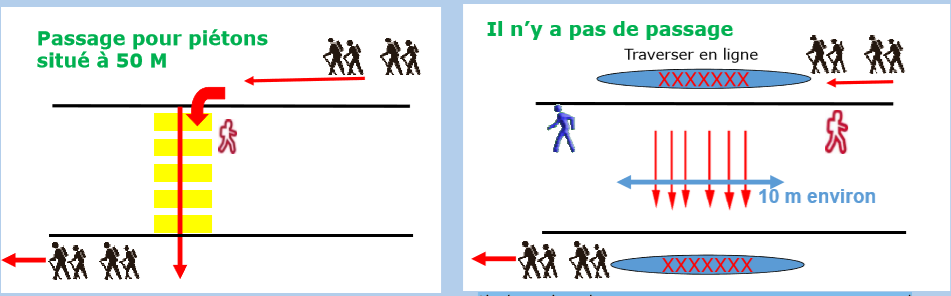 Passage pour piétons
situé à 50 M
Il n'y a pas de passage
Traverser en ligne
XXXXXXX
10 m environ
XXXXXXX